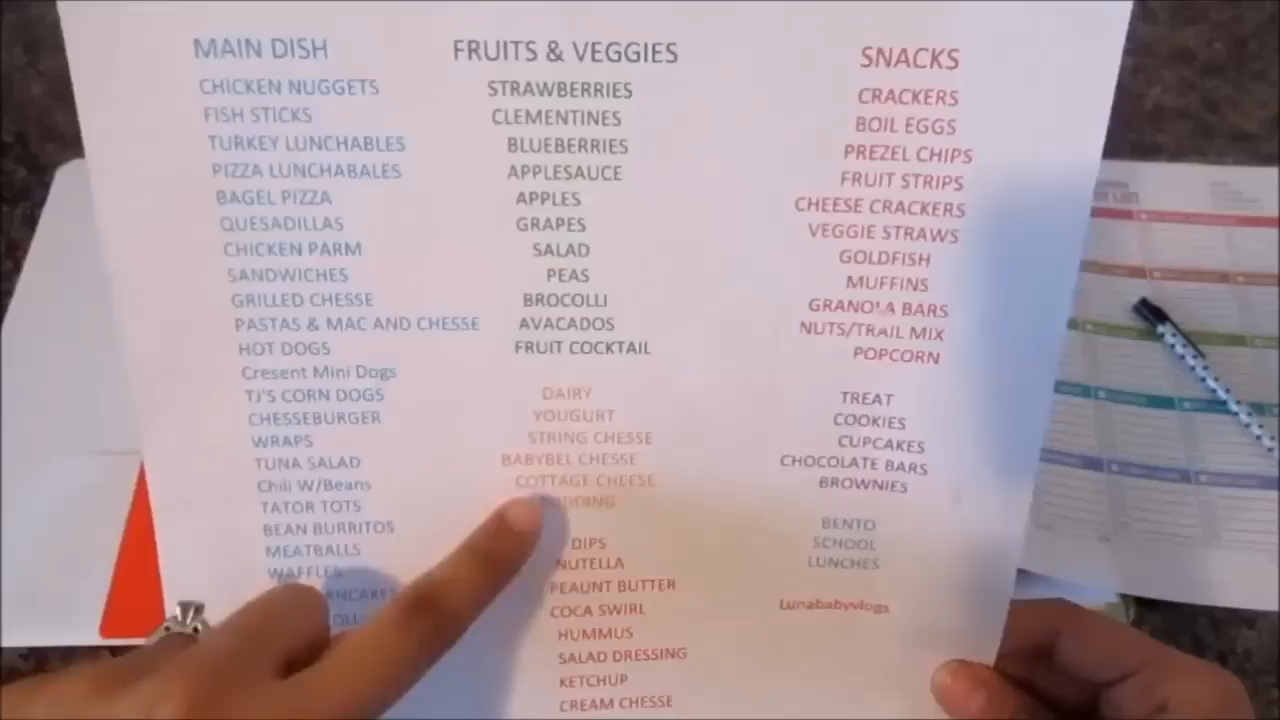 MAIN DISH
CHICKEN NUGGETS
FISH STICKS
TURKEY LUNCHABLES
PIZZA LUNCHABALES
BAGEL PIZZA
QUESADILLAS
CHICKEN PARM
SANDWICHES
GRILLED CHESSE
PASTAS & MAC AND CHESSE
HOT DOGS
Cresent Mini Dogs
TJ'S CORN DOGS
CHESSEBURGER
WRAPS
TUNA SALAD
Chili W/Beans
TATOR TOTS
BEAN BURRITOS
MEATBALLS
WAFFLES
FRUITS & VEGGIES
STRAWBERRIES
CLEMENTINES
BLUEBERRIES
APPLESAUCE
APPLES
GRAPES
SALAD
PEAS
BROCOLLI
AVACADOS
FRUIT COCKTAIL
DAIRY
YOUGURT
STRING CHESSE
BABYBEL CHESSE
COTTAGE CHEESE
DIPS
NUTELLA
PEAUNT BUTTER
COCA SWIRL
HUMMUS
SALAD DRESSING
KETCHUP
CREAM CHESSE
SNACKS
CRACKERS
BOIL EGGS
PREZEL CHIPS
FRUIT STRIPS
CHEESE CRACKERS
VEGGIE STRAWS
GOLDFISH
MUFFINS
GRANOLA BARS
NUTS/TRAIL MIX
POPCORN
TREAT
COOKIES
CUPCAKES
CHOCOLATE BARS
BROWNIES
BENTO
SCHOOL
LUNCHES
Lunababyvlogs